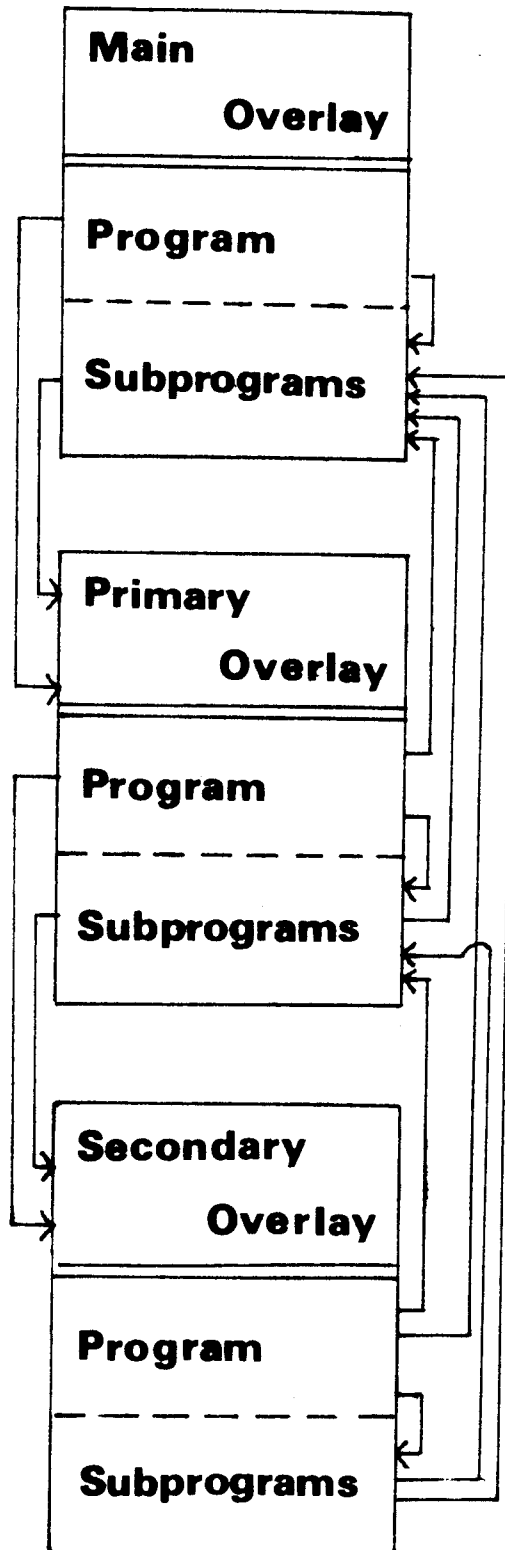 Main
Overlay
Program
Subprograms
Primary
Overlay
Program
Subprograms
Secondary
Overlay
Program
Subprograms